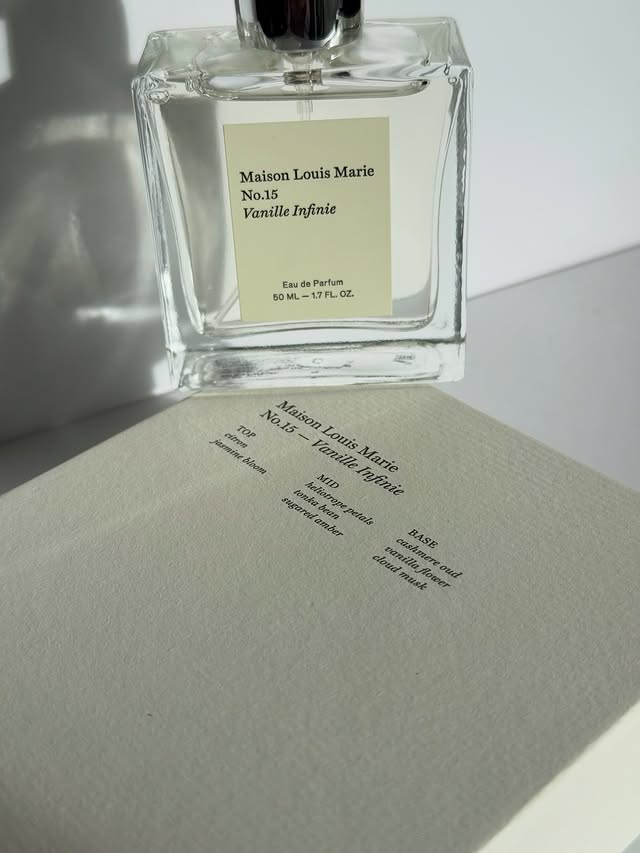 Maison Louis Marie
No.15
Vanille Infinie
Eau de Parfum
50 ML — 1.7 FL. OZ.
Maison Louis Marie
No.15 — Vanille Infinie
TOP
citron
jasmine bloom
MID
heliotrope petals
tonka bean
sugared amber
BASE
cashmere oud
vanilla flower
cloud musk